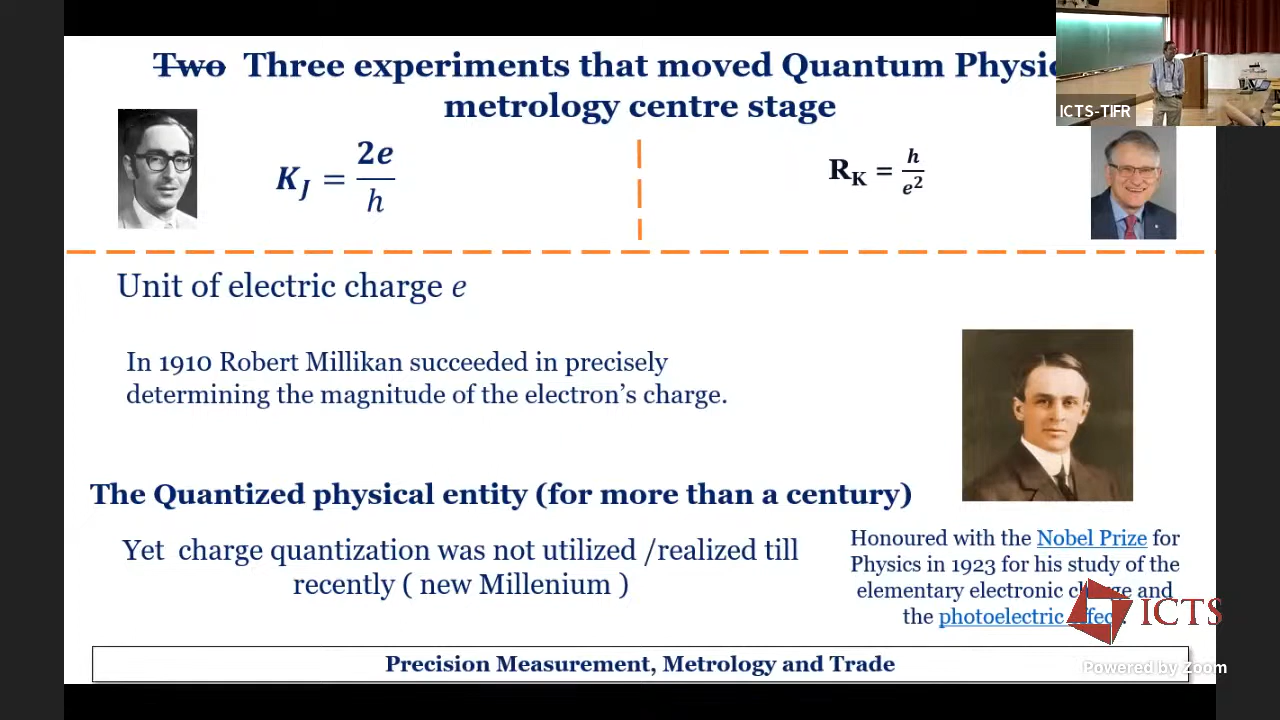 Two Three experiments that moved Quantum Physic
metrology centre stage
ICTS-TIFR
K_J = 2e/h
R_K = h/e²
Unit of electric charge e
In 1910 Robert Millikan succeeded in precisely
determining the magnitude of the electron's charge.
The Quantized physical entity (for more than a century)
Yet charge quantization was not utilized /realized till
recently ( new Millenium )
Honoured with the Nobel Prize for
Physics in 1923 for his study of the
elementary electronic charge and
the photoelectric effect.
ICTS
Precision Measurement, Metrology and Trade
Powered by Zoom